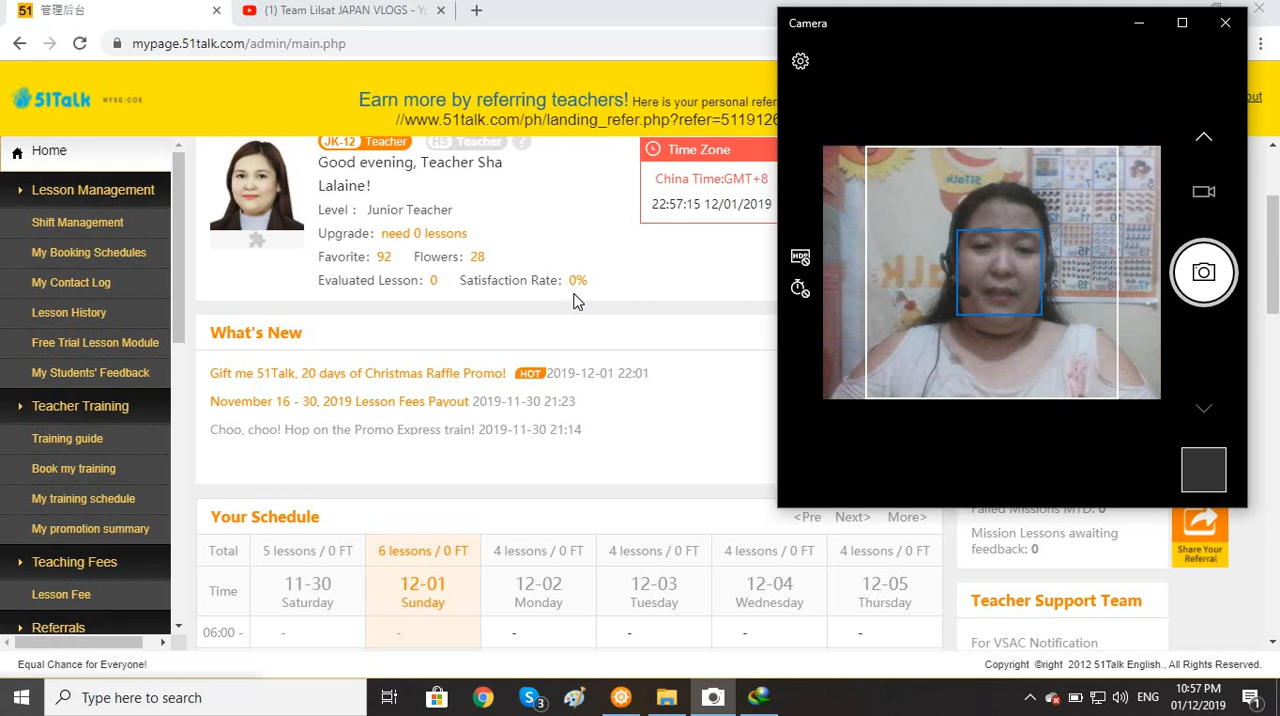 51 管理后台
(1) Team Lilsat JAPAN VLOGS - Yo
mypage.51talk.com/admin/main.php
Camera
51Talk NYSE:COE
Earn more by referring teachers! Here is your personal refer
//www.51talk.com/ph/landing_refer.php?refer=5119126
out
Home
Lesson Management
Shift Management
My Booking Schedules
My Contact Log
Lesson History
Free Trial Lesson Module
My Students' Feedback
Teacher Training
Training guide
Book my training
My training schedule
My promotion summary
Teaching Fees
Lesson Fee
Referrals
JK-12 Teacher H5 Teacher ?
Good evening, Teacher Sha
Lalaine!
Level : Junior Teacher
Upgrade: need 0 lessons
Favorite: 92 Flowers: 28
Evaluated Lesson: 0 Satisfaction Rate: 0%
Time Zone
China Time:GMT+8
22:57:15 12/01/2019
What's New
Gift me 51Talk, 20 days of Christmas Raffle Promo! HOT 2019-12-01 22:01
November 16 - 30, 2019 Lesson Fees Payout 2019-11-30 21:23
Choo, choo! Hop on the Promo Express train! 2019-11-30 21:14
Your Schedule <Pre Next> More>
Total 5 lessons / 0 FT 6 lessons / 0 FT 4 lessons / 0 FT 4 lessons / 0 FT 4 lessons / 0 FT 4 lessons / 0 FT
Time 11-30 12-01 12-02 12-03 12-04 12-05
Saturday Sunday Monday Tuesday Wednesday Thursday
06:00 - - - - - - -
HDR
Failed Missions MTD: 0
Mission Lessons awaiting
feedback: 0
Share Your
Referral
Teacher Support Team
For VSAC Notification
Equal Chance for Everyone!
Copyright ©right 2012 51Talk English., All Rights Reserved.
Type here to search
3
ENG
10:57 PM
01/12/2019
1